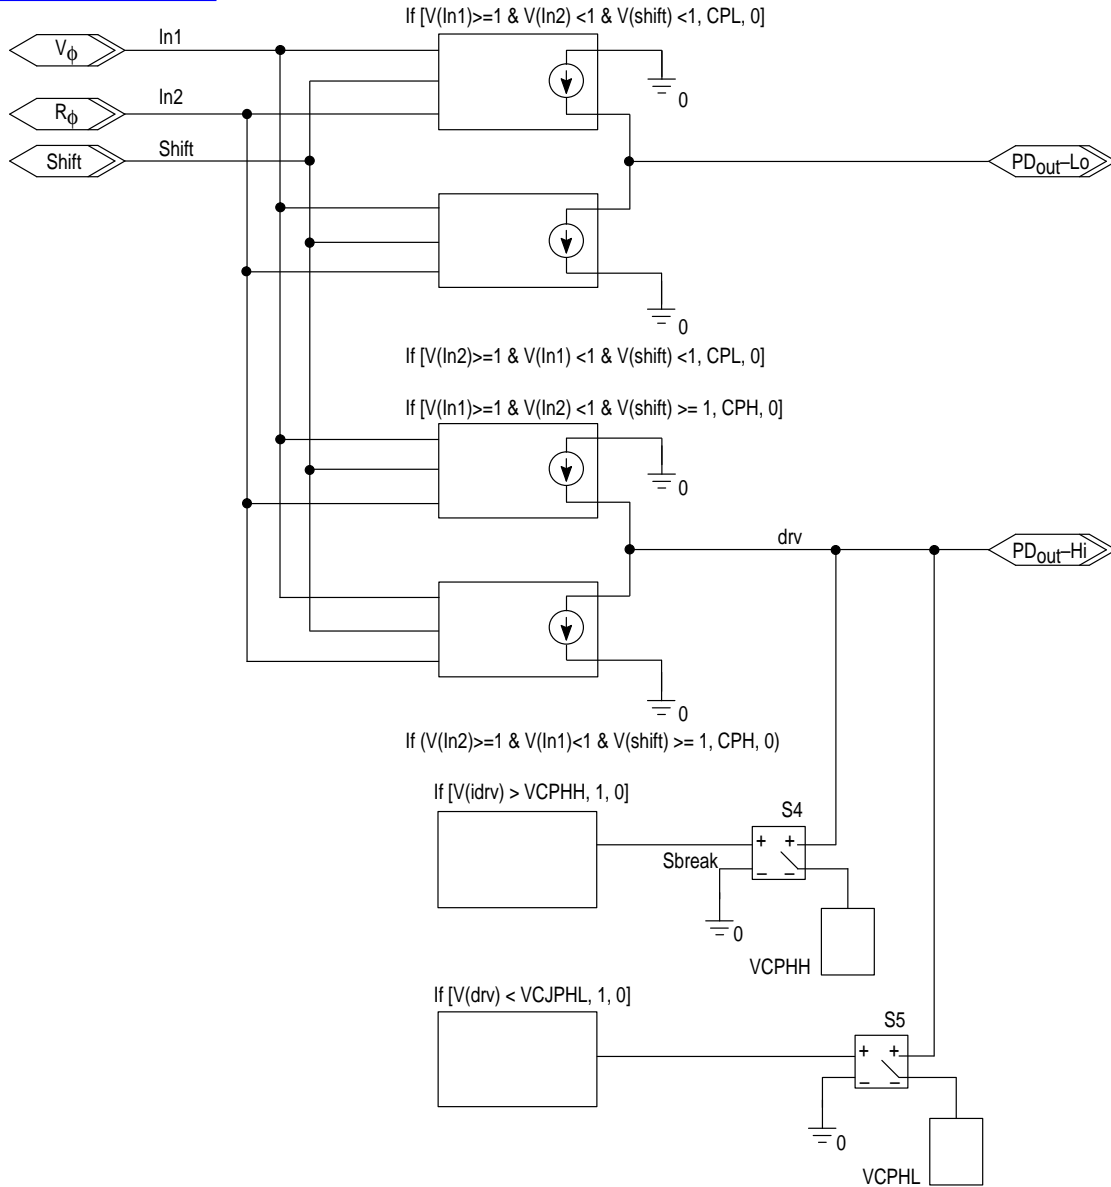 If [V(In1)>=1 & V(In2) <1 & V(shift) <1, CPL, 0]
Vϕ
In1
0
Rϕ
In2
Shift
Shift
PDout–Lo
0
If [V(In2)>=1 & V(In1) <1 & V(shift) <1, CPL, 0]
If [V(In1)>=1 & V(In2) <1 & V(shift) >= 1, CPH, 0]
0
drv
PDout–Hi
0
If (V(In2)>=1 & V(In1)<1 & V(shift) >= 1, CPH, 0)
If [V(idrv) > VCPHH, 1, 0]
S4
+ +
Sbreak
– –
0
VCPHH
If [V(drv) < VCJPHL, 1, 0]
S5
+ +
– –
0
VCPHL